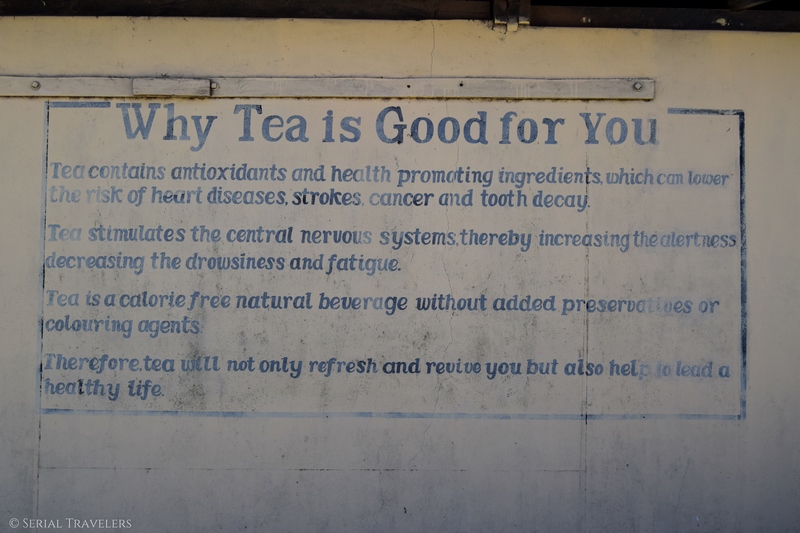 Why Tea is Good for You
Tea contains antioxidants and health promoting ingredients, which can lower
the risk of heart diseases, strokes, cancer and tooth decay.
Tea stimulates the central nervous systems, thereby increasing the alertness
decreasing the drowsiness and fatigue.
Tea is a calorie free natural beverage without added preservatives or
colouring agents.
Therefore, tea will not only refresh and revive you but also help to lead a
healthy life.
© SERIAL TRAVELERS